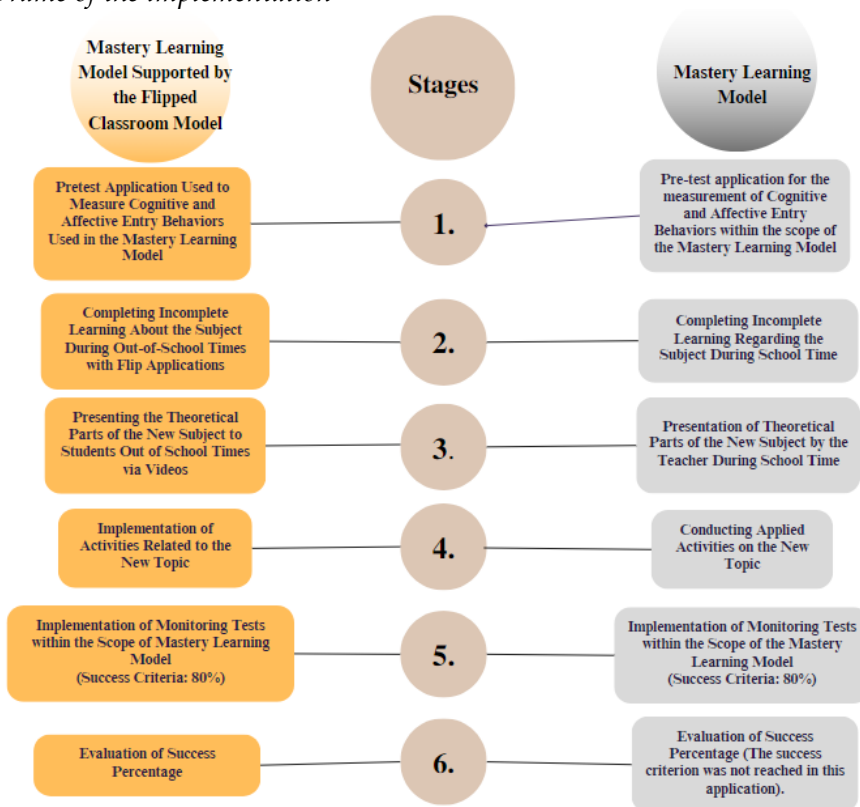 Frame of the implementation
Mastery Learning
Model Supported by
the Flipped
Classroom Model
Stages
Mastery Learning
Model
Pretest Application Used to
Measure Cognitive and
Affective Entry Behaviors
Used in the Mastery Learning
Model
1.
Pre-test application for the
measurement of Cognitive
and Affective Entry
Behaviors within the scope of
the Mastery Learning Model
Completing Incomplete
Learning About the Subject
During Out-of-School Times
with Flip Applications
2.
Completing Incomplete
Learning Regarding the
Subject During School Time
Presenting the Theoretical
Parts of the New Subject to
Students Out of School Times
via Videos
3.
Presentation of Theoretical
Parts of the New Subject by the
Teacher During School Time
Implementation of
Activities Related to the
New Topic
4.
Conducting Applied
Activities on the New
Topic
Implementation of Monitoring Tests
within the Scope of Mastery Learning
Model
(Success Criteria: 80%)
5.
Implementation of Monitoring Tests
within the Scope of the Mastery
Learning Model
(Success Criteria: 80%)
Evaluation of Success
Percentage
6.
Evaluation of Success
Percentage (The success
criterion was not reached in this
application).